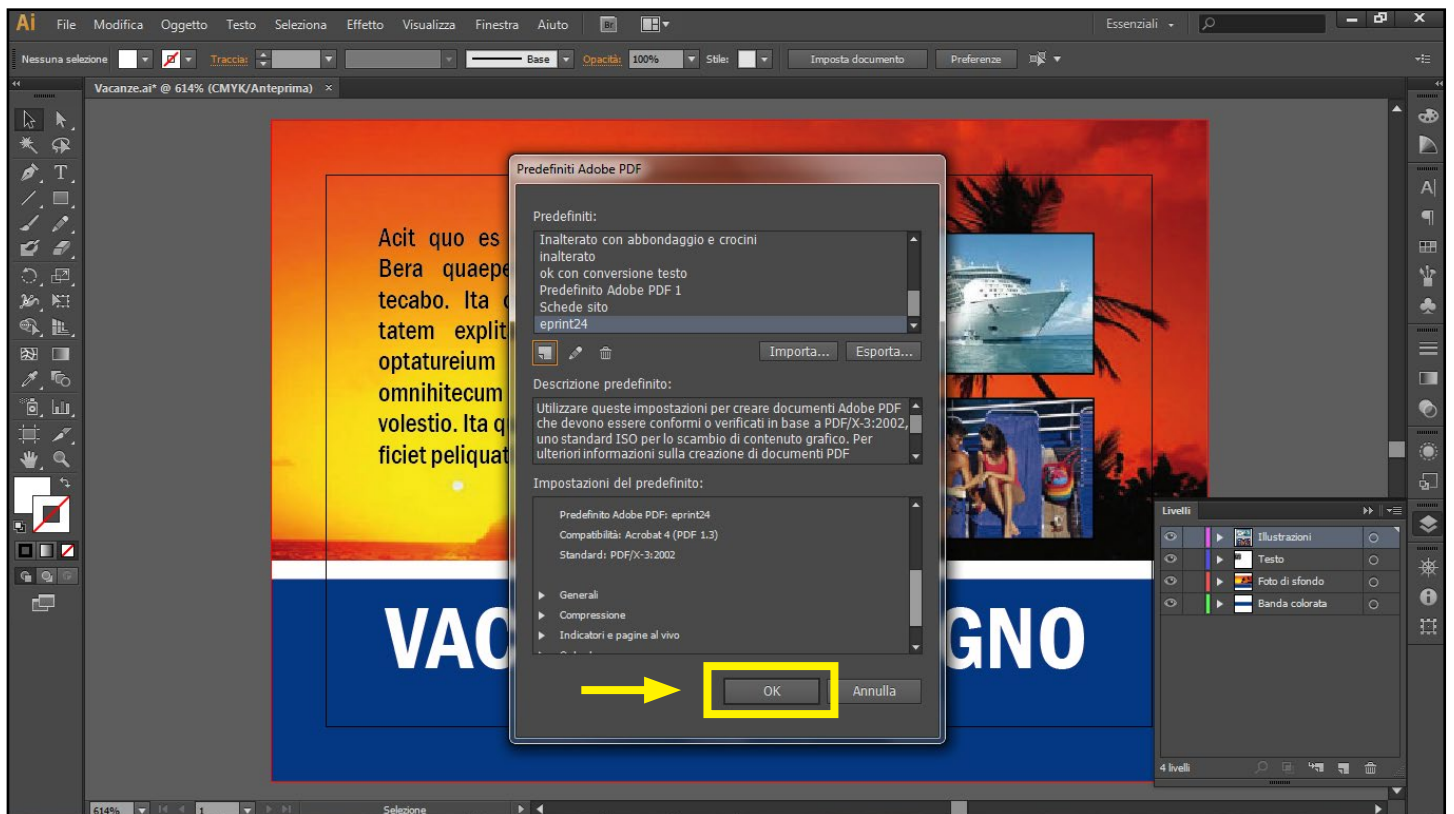 Ai File Modifica Oggetto Testo Seleziona Effetto Visualizza Finestra Aiuto Br Essenziali
Nessuna selezione Traccia: Base Opacità: 100% Stile: Imposta documento Preferenze
Vacanze.ai* @ 614% (CMYK/Anteprima) ×
Predefiniti Adobe PDF
Predefiniti:
Inalterato con abbondaggio e crocini
inalterato
ok con conversione testo
Predefinito Adobe PDF 1
Schede sito
eprint24
Importa... Esporta...
Descrizione predefinito:
Utilizzare queste impostazioni per creare documenti Adobe PDF
che devono essere conformi o verificati in base a PDF/X-3:2002,
uno standard ISO per lo scambio di contenuto grafico. Per
ulteriori informazioni sulla creazione di documenti PDF
Impostazioni del predefinito:
Predefinito Adobe PDF: eprint24
Compatibilità: Acrobat 4 (PDF 1.3)
Standard: PDF/X-3:2002
Generali
Compressione
Indicatori e pagine al vivo
OK Annulla
Acit quo es
Bera quaepe
tecabo. Ita
tatem explit
optatureium
omnihitecum
volestio. Ita q
ficiet peliquat
VAC GNO
Livelli
Illustrazioni
Testo
Foto di sfondo
Banda colorata
4 livelli
614% 1 Selezione